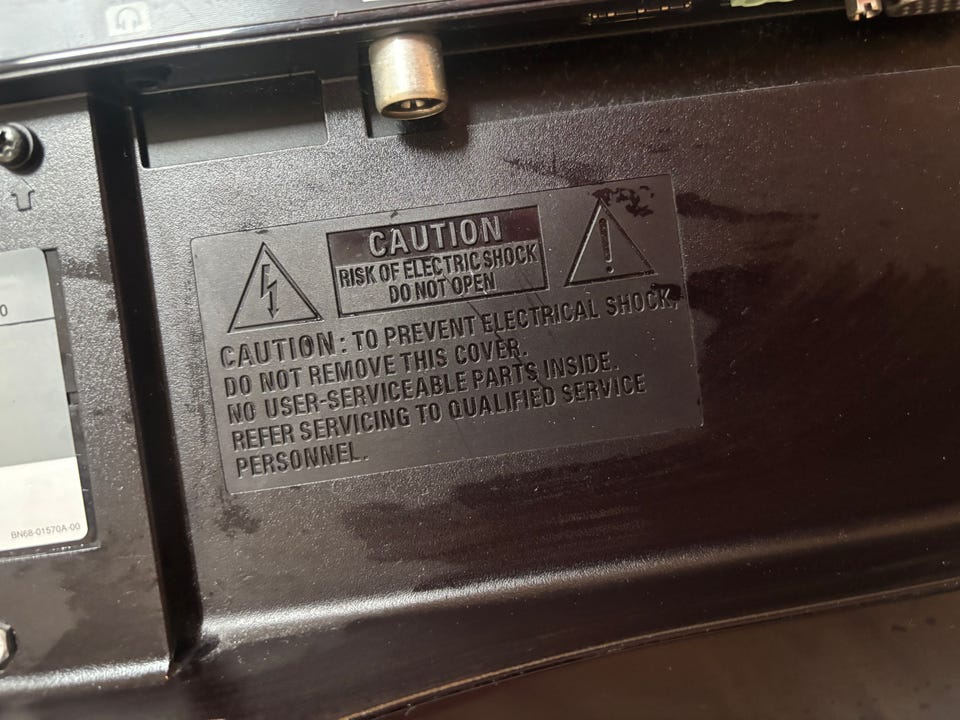 CAUTION
RISK OF ELECTRIC SHOCK
DO NOT OPEN
CAUTION: TO PREVENT ELECTRICAL SHOCK,
DO NOT REMOVE THIS COVER.
NO USER-SERVICEABLE PARTS INSIDE.
REFER SERVICING TO QUALIFIED SERVICE
PERSONNEL.
0
BN68-01570A-00